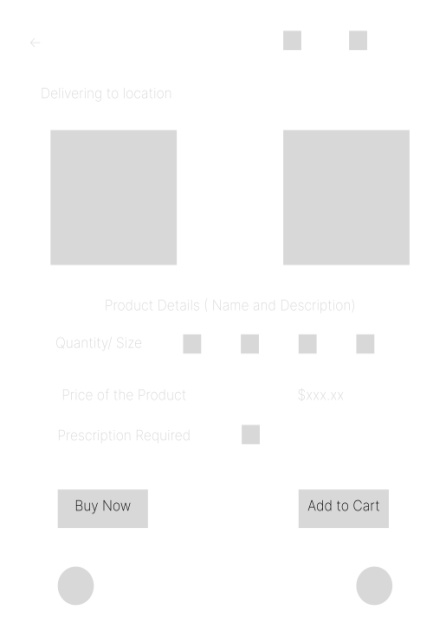 ←
Delivering to location
Product Details ( Name and Description)
Quantity/ Size
Price of the Product $xxx.xx
Prescription Required
Buy Now Add to Cart